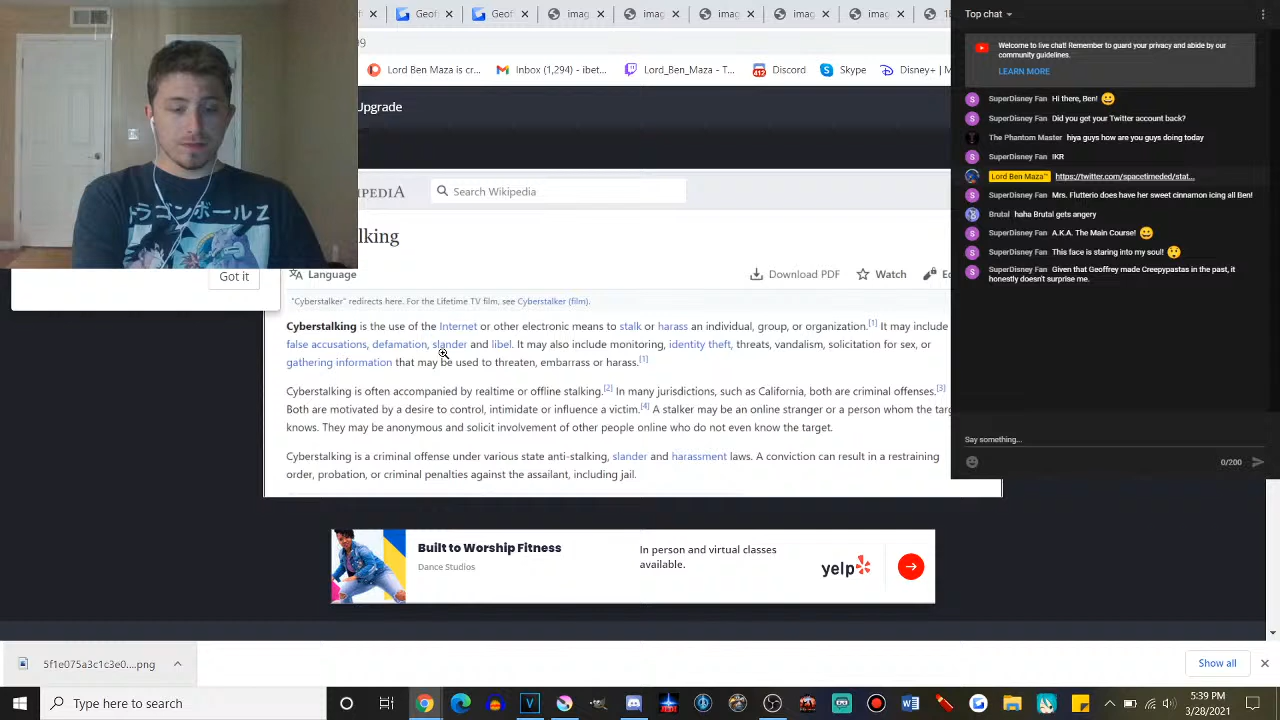 Geof
Geof
imag
imag
imag
imag
09
Lord Ben Maza is cr...
Inbox (1,294) - ibet...
Lord_Ben_Maza - T...
412
Discord
Skype
Disney+ | M
Upgrade
IPEDIA
Search Wikipedia
lking
Got it
Language
Download PDF
Watch
"Cyberstalker" redirects here. For the Lifetime TV film, see Cyberstalker (film).
Cyberstalking is the use of the Internet or other electronic means to stalk or harass an individual, group, or organization.[1] It may include
false accusations, defamation, slander and libel. It may also include monitoring, identity theft, threats, vandalism, solicitation for sex, or
gathering information that may be used to threaten, embarrass or harass.[1]
Cyberstalking is often accompanied by realtime or offline stalking.[2] In many jurisdictions, such as California, both are criminal offenses.[3]
Both are motivated by a desire to control, intimidate or influence a victim.[4] A stalker may be an online stranger or a person whom the targ
knows. They may be anonymous and solicit involvement of other people online who do not even know the target.
Cyberstalking is a criminal offense under various state anti-stalking, slander and harassment laws. A conviction can result in a restraining
order, probation, or criminal penalties against the assailant, including jail.
Built to Worship Fitness
Dance Studios
In person and virtual classes
available.
yelp
5f1e075a3c1c3e0....png
Show all
Type here to search
5:39 PM
3/28/2021
ドラゴンボールZ
Top chat
Welcome to live chat! Remember to guard your privacy and abide by our
community guidelines.
LEARN MORE
SuperDisney Fan Hi there, Ben! 😀
SuperDisney Fan Did you get your Twitter account back?
The Phantom Master hiya guys how are you guys doing today
SuperDisney Fan IKR
Lord Ben Maza™ https://twitter.com/spacetimeded/stat...
SuperDisney Fan Mrs. Flutterio does have her sweet cinnamon icing all Ben!
Brutal haha Brutal gets angry
SuperDisney Fan A.K.A. The Main Course! 😀
SuperDisney Fan This face is staring into my soul! 😲
SuperDisney Fan Given that Geoffrey made Creepypastas in the past, it
honestly doesn't surprise me.
Say something...
0/200